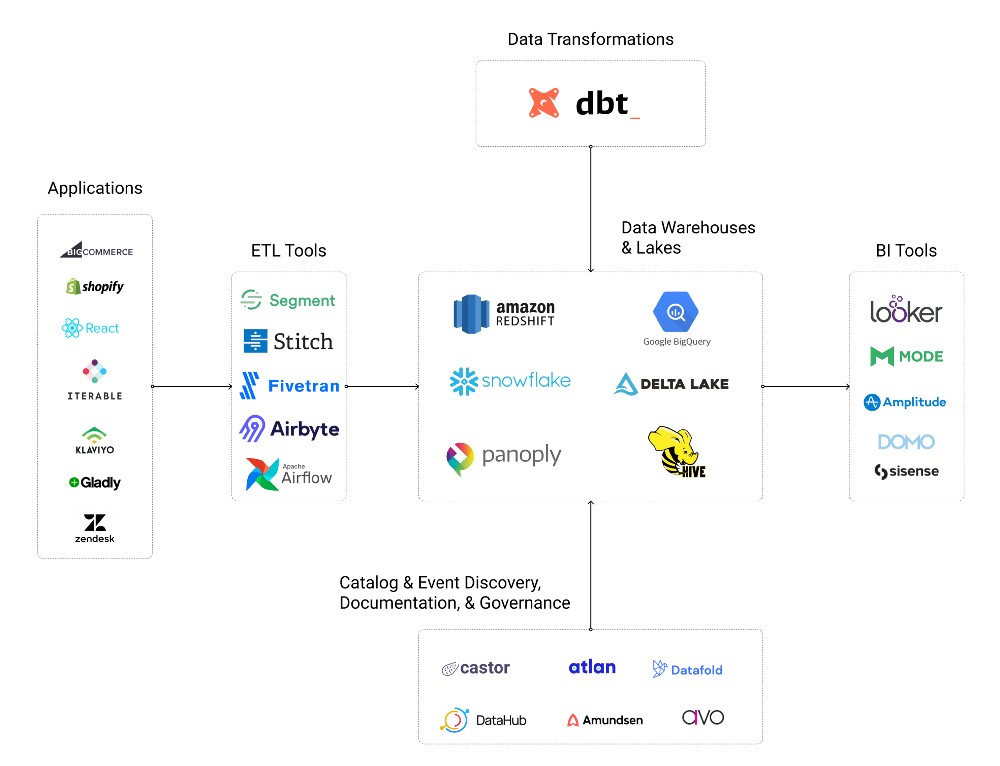 Data Transformations
dbt_
Applications
BIGCOMMERCE
shopify
React
ITERABLE
KLAVIYO
Gladly
zendesk
ETL Tools
Segment
Stitch
Fivetran
Airbyte
Apache
Airflow
Data Warehouses
& Lakes
amazon
REDSHIFT
Google BigQuery
snowflake
DELTA LAKE
panoply
HIVE
BI Tools
looker
MODE
Amplitude
DOMO
sisense
Catalog & Event Discovery,
Documentation, & Governance
castor
atlan
Datafold
DataHub
Amundsen
avo